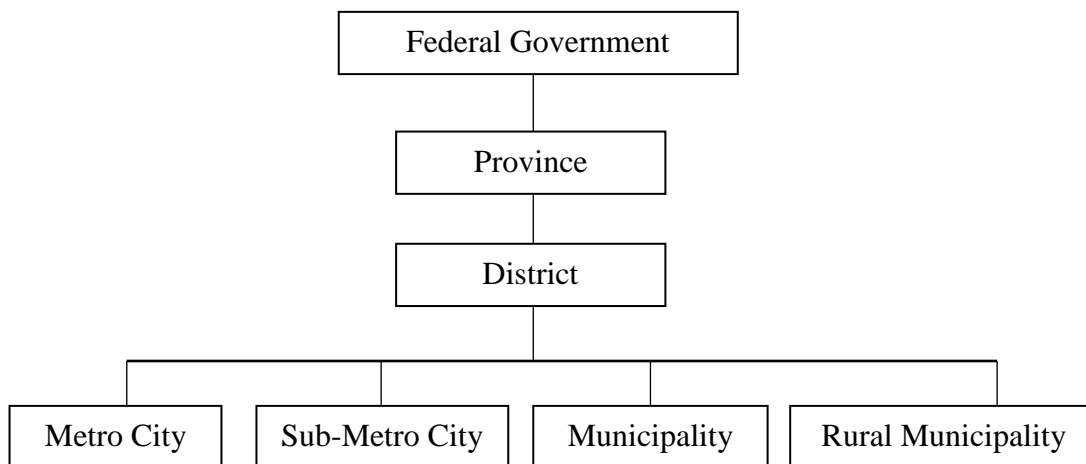 Federal Government
Province
District
Metro City
Sub-Metro City
Municipality
Rural Municipality